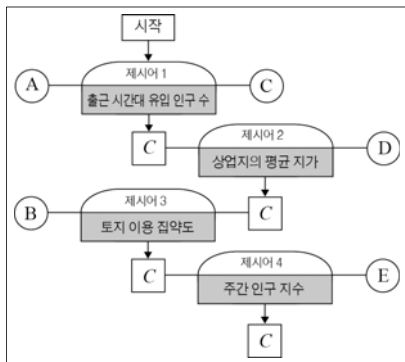 시작
A
제시어 1
C
출근 시간대 유입 인구 수
C
제시어 2
D
상업지의 평균 지가
B
제시어 3
C
토지 이용 집약도
C
제시어 4
E
주간 인구 지수
C